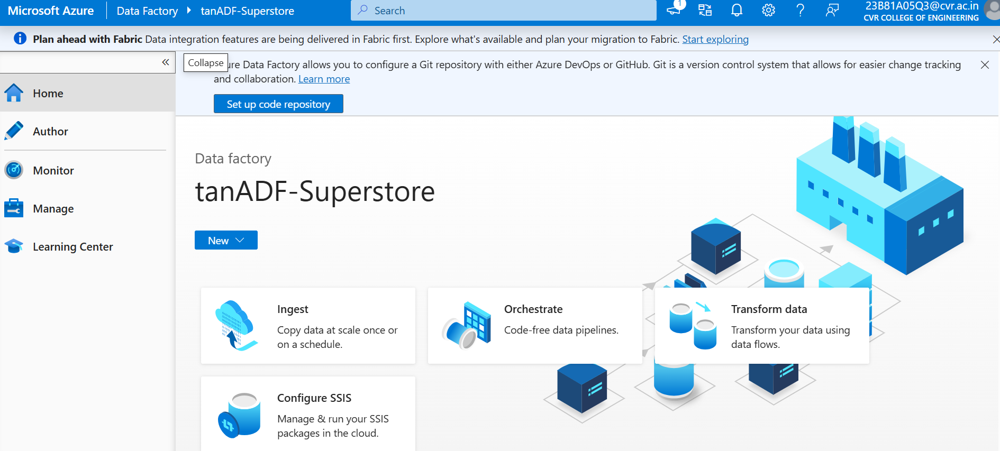 Microsoft Azure
Data Factory
tanADF-Superstore
Search
1
23B81A05Q3@cvr.ac.in
CVR COLLEGE OF ENGINEERING
Plan ahead with Fabric Data integration features are being delivered in Fabric first. Explore what's available and plan your migration to Fabric. Start exploring
Collapse
Data Factory allows you to configure a Git repository with either Azure DevOps or GitHub. Git is a version control system that allows for easier change tracking
and collaboration. Learn more
Set up code repository
Home
Author
Monitor
Manage
Learning Center
Data factory
tanADF-Superstore
New
Ingest
Copy data at scale once or
on a schedule.
Orchestrate
Code-free data pipelines.
Transform data
Transform your data using
data flows.
Configure SSIS
Manage & run your SSIS
packages in the cloud.